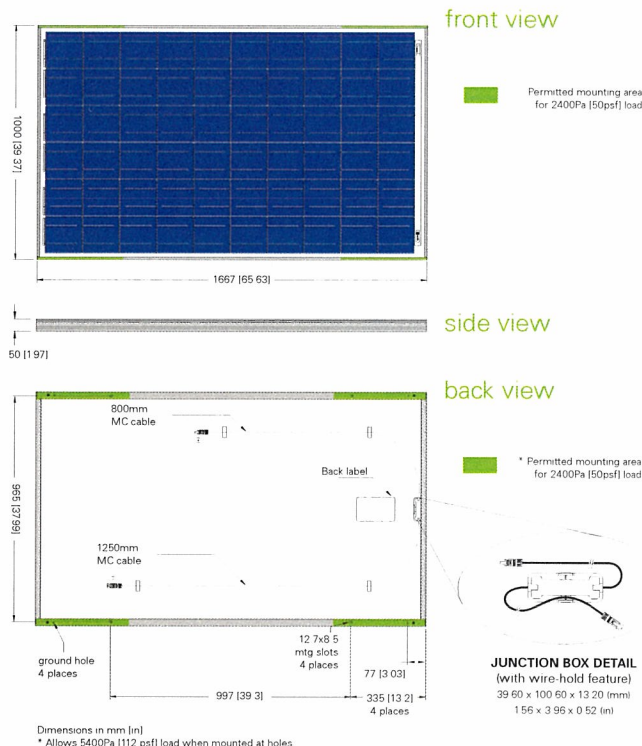 front view
Permitted mounting area
for 2400Pa [50psf] load
1000 [39 37]
1667 [65 63]
side view
50 [1 97]
back view
800mm
MC cable
Back label
* Permitted mounting area
for 2400Pa [50psf] load
965 [37 99]
1250mm
MC cable
ground hole
4 places
12 7x8 5
mtg slots
4 places
77 [3 03]
997 [39 3]
335 [13 2]
4 places
JUNCTION BOX DETAIL
(with wire-hold feature)
39 60 x 100 60 x 13 20 (mm)
1 56 x 3 96 x 0 52 (in)
Dimensions in mm [in]
* Allows 5400Pa [112 psf] load when mounted at holes